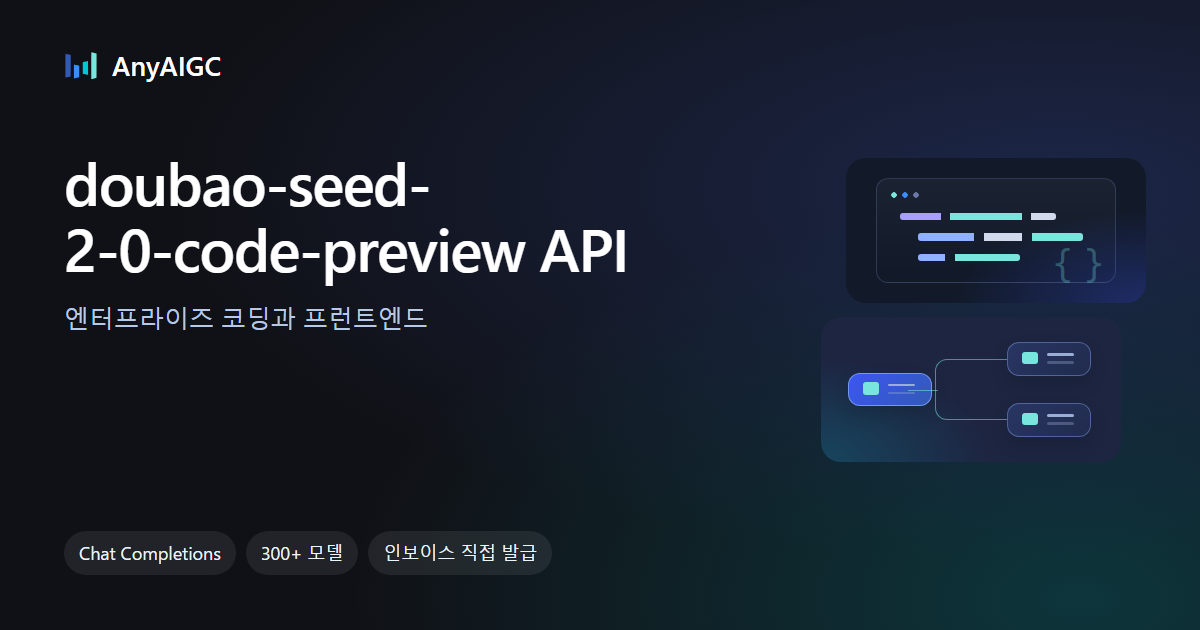 AnyAIGC
doubao-seed-
2-0-code-preview API
엔터프라이즈 코딩과 프런트엔드
{ }
Chat Completions
300+ 모델
인보이스 직접 발급